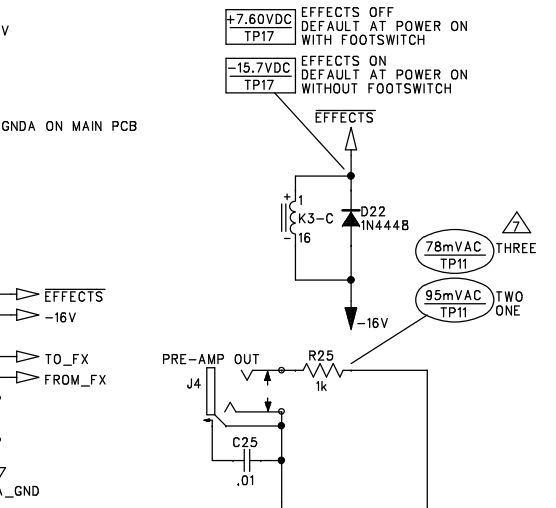 V
+7.60VDC
TP17
EFFECTS OFF
DEFAULT AT POWER ON
WITH FOOTSWITCH
-15.7VDC
TP17
EFFECTS ON
DEFAULT AT POWER ON
WITHOUT FOOTSWITCH
GNDA ON MAIN PCB
EFFECTS
+ 1
K3-C
- 16
D22
1N4448
7
78mVAC
TP11
THREE
95mVAC
TP11
TWO
ONE
-16V
EFFECTS
-16V
TO_FX
FROM_FX
PRE-AMP OUT
J4
R25
1k
C25
.01
A_GND